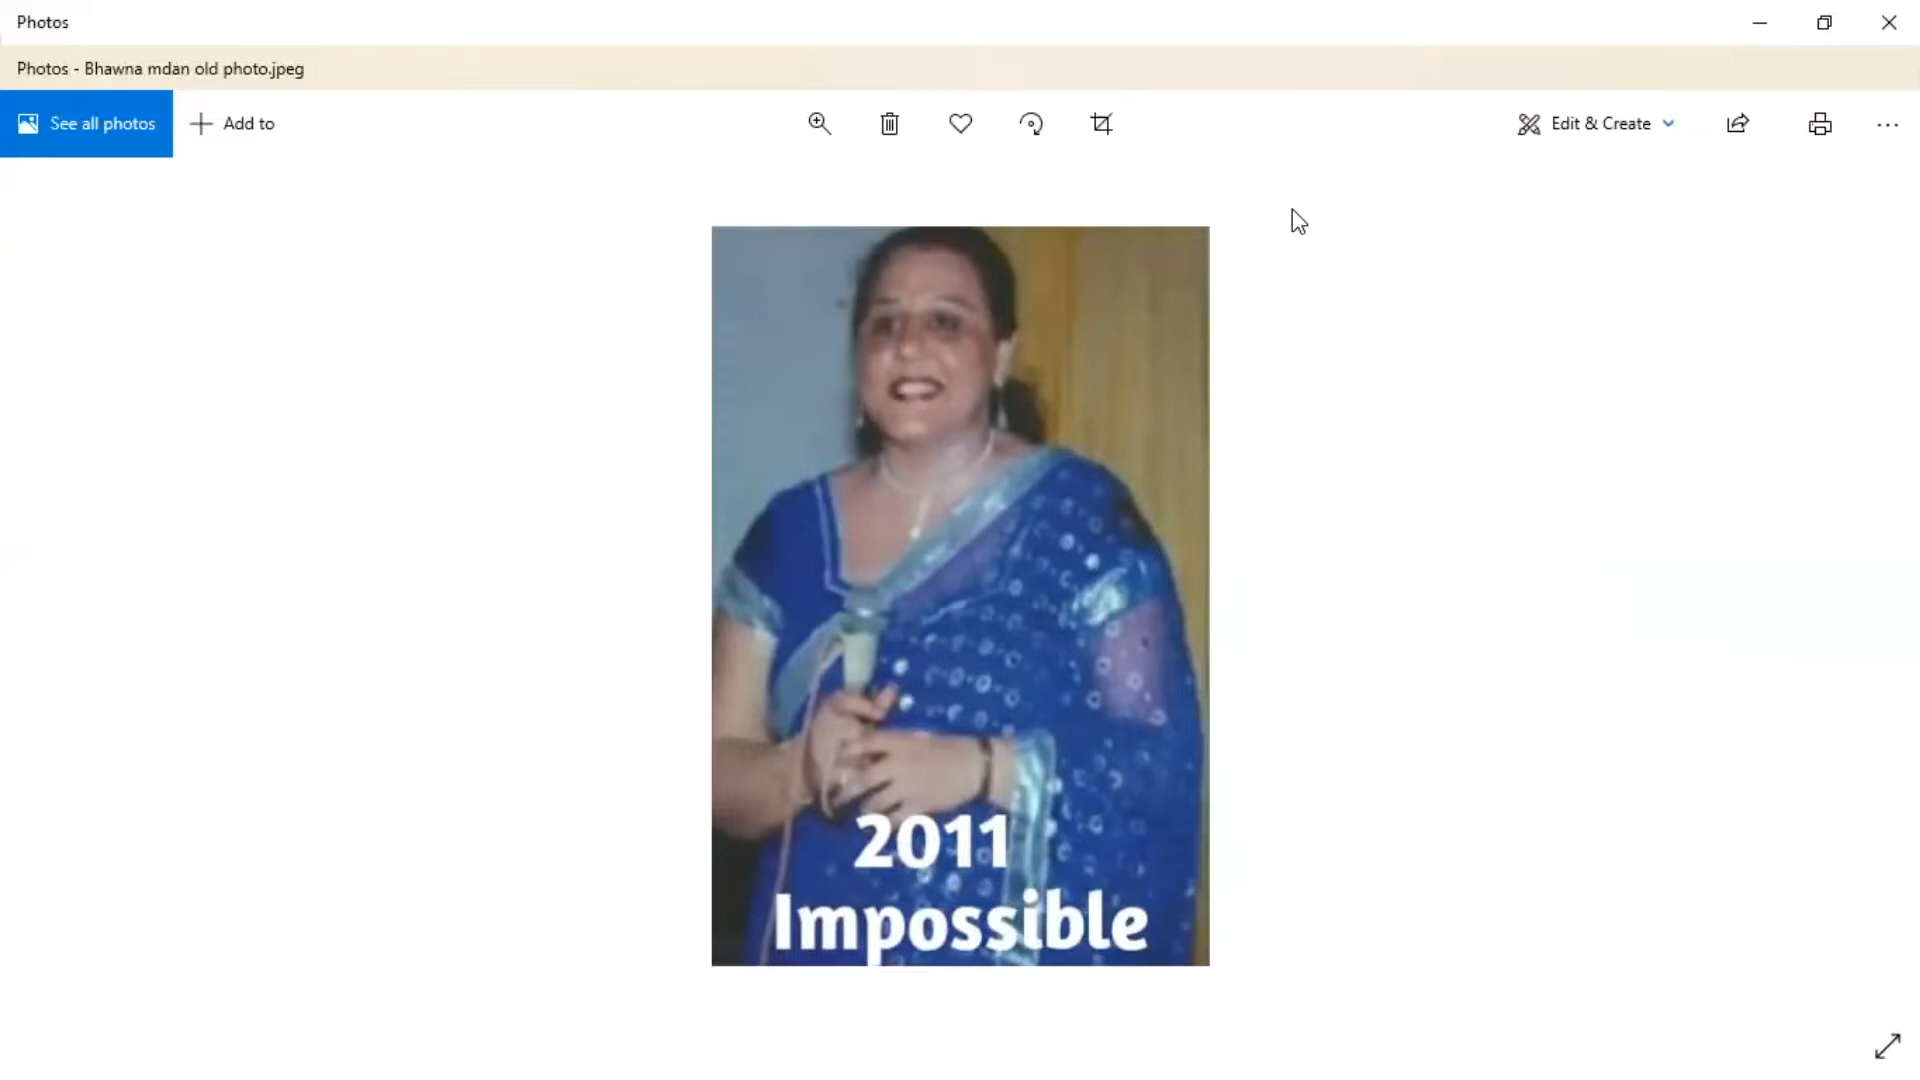 Photos
Photos - Bhawna mdan old photo.jpeg
See all photos
Add to
Edit & Create
2011
Impossible